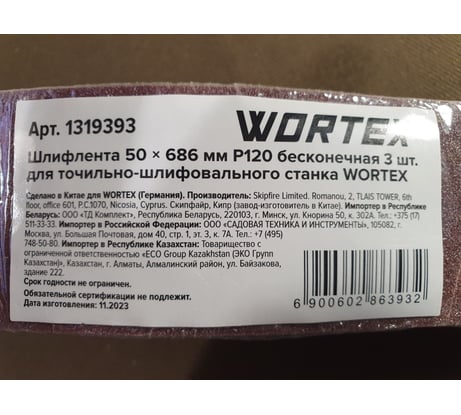 Арт. 1319393
WORTEX
Шлифлента 50 × 686 мм P120 бесконечная 3 шт.
для точильно-шлифовального станка WORTEX
Сделано в Китае для WORTEX (Германия). Производитель: Skipfire Limited. Romanou, 2, TLAIS TOWER, 6th
floor, office 601, P.C.1070, Nicosia, Cyprus. Скипфайр, Кипр (завод-изготовитель в Китае). Импортер в Республике
Беларусь: ООО «ТД Комплект», Республика Беларусь, 220103, г. Минск, ул. Кнорина 50, к. 302А. Тел.: +375 (17)
511-33-33. Импортер в Российской Федерации: ООО «САДОВАЯ ТЕХНИКА И ИНСТРУМЕНТЫ», 105082, г.
Москва, ул. Большая Почтовая, дом 40, стр. 1, эт. 3, к. 7А. Тел.: +7 (495)
748-50-80. Импортер в Республике Казахстан: Товарищество с
ограниченной ответственностью «ECO Group Kazakhstan (ЭКО Групп
Казахстан)», Казахстан, г. Алматы, Алмалинский район, ул. Байзакова,
здание 222.
Срок годности не ограничен.
Обязательной сертификации не подлежит.
Дата изготовления: 11.2023
6 900602 863932